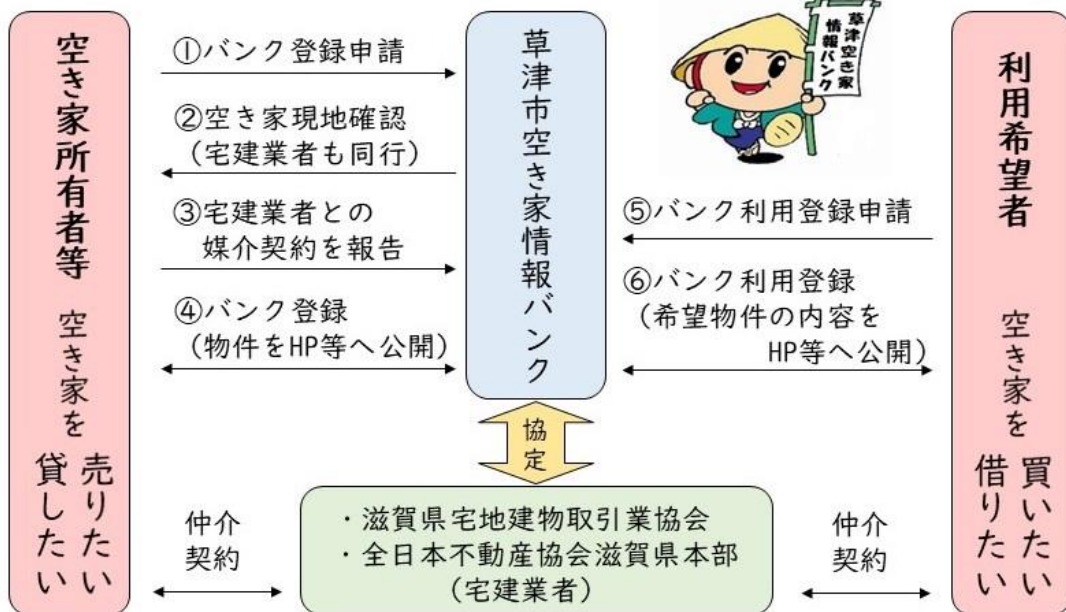 空き家所有者等
空き家を
売りたい
貸したい
①バンク登録申請
②空き家現地確認
(宅建業者も同行)
③宅建業者との
媒介契約を報告
④バンク登録
(物件をHP等へ公開)
草津市空き家情報バンク
草津空き家
情報バンク
⑤バンク利用登録申請
⑥バンク利用登録
(希望物件の内容を
HP等へ公開)
利用希望者
空き家を
買いたい
借りたい
協定
仲介
契約
・滋賀県宅地建物取引業協会
・全日本不動産協会滋賀県本部
(宅建業者)
仲介
契約